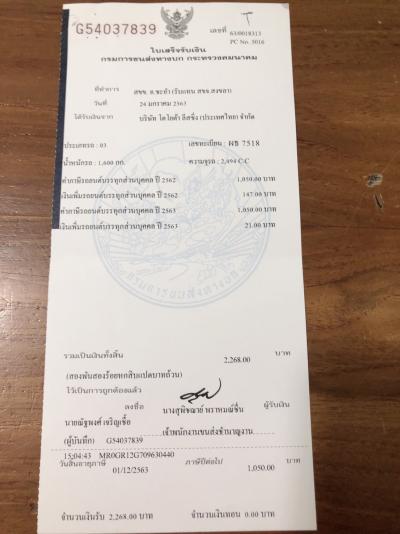 T
G54037839 เลขที่ 63/0018313
PC No. 5016
ใบเสร็จรับเงิน
กรมการขนส่งทางบก กระทรวงคมนาคม
ที่ทำการ สขข. อ.จะนำ (รับแทน สขจ.สงขลา)
วันที่ 24 มกราคม 2563
ได้รับเงินจาก บริษัท โตโยต้า ลีสซิ่ง (ประเทศไทย) จำกัด
ประเภทรถ : 03 เลขทะเบียน : ผธ 7518
น้ำหนักรถ : 1,600 กก. ความจุรถ : 2,494 C.C
ค่าภาษีรถยนต์บรรทุกส่วนบุคคล ปี 2562 1,050.00 บาท
เงินเพิ่มรถยนต์บรรทุกส่วนบุคคล ปี 2562 147.00 บาท
ค่าภาษีรถยนต์บรรทุกส่วนบุคคล ปี 2563 1,050.00 บาท
เงินเพิ่มรถยนต์บรรทุกส่วนบุคคล ปี 2563 21.00 บาท
กรมการขนส่งทางบก
รวมเป็นเงินทั้งสิ้น 2,268.00 บาท
(สองพันสองร้อยหกสิบแปดบาทถ้วน)
ไว้เป็นการถูกต้องแล้ว
ลงชื่อ นางสุพิชฌาย์ พราหมณ์ชื่น ผู้รับเงิน
นายณัฐพงศ์ เจริญเชื้อ เจ้าพนักงานขนส่งชำนาญงาน
(ผู้บันทึก) G54037839
15:04:43 MR0GR12G709630440
วันสิ้นอายุภาษี ภาษีปีต่อไป 1,050.00 บาท
01/12/2563
จำนวนเงินรับ 2,268.00 บาท จำนวนเงินทอน 0.00 บาท